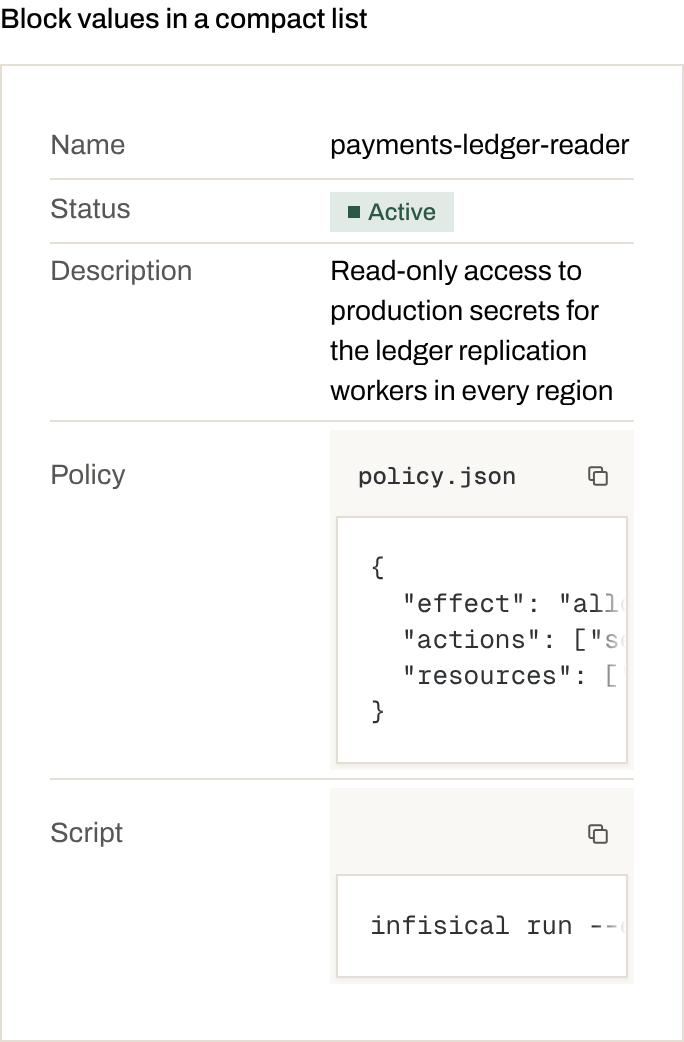 Block values in a compact list
Name payments-ledger-reader
Status Active
Description Read-only access to
production secrets for
the ledger replication
workers in every region
Policy policy.json
{
"effect": "all
"actions": ["s
"resources": [
}
Script
infisical run --